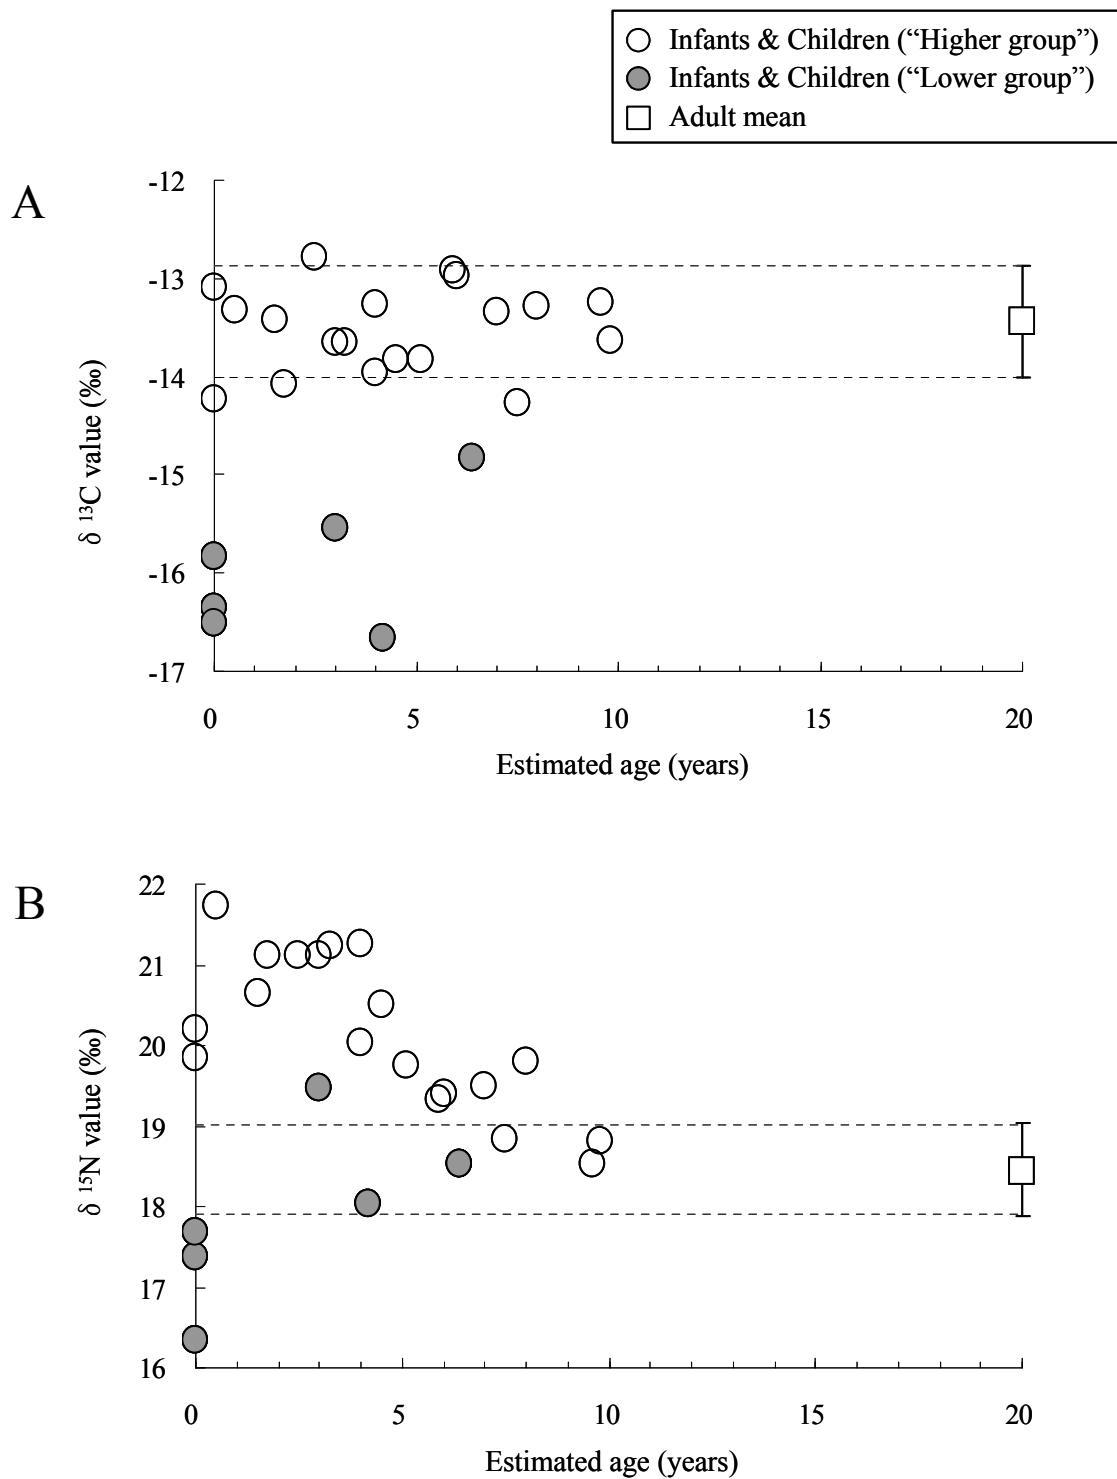 Infants & Children (“Higher group”)
Infants & Children (“Lower group”)
Adult mean
A
-12
-13
-14
-15
-16
-17
δ ¹³C value (‰)
0 5 10 15 20
Estimated age (years)
B
22
21
20
19
18
17
16
δ ¹⁵N value (‰)
0 5 10 15 20
Estimated age (years)